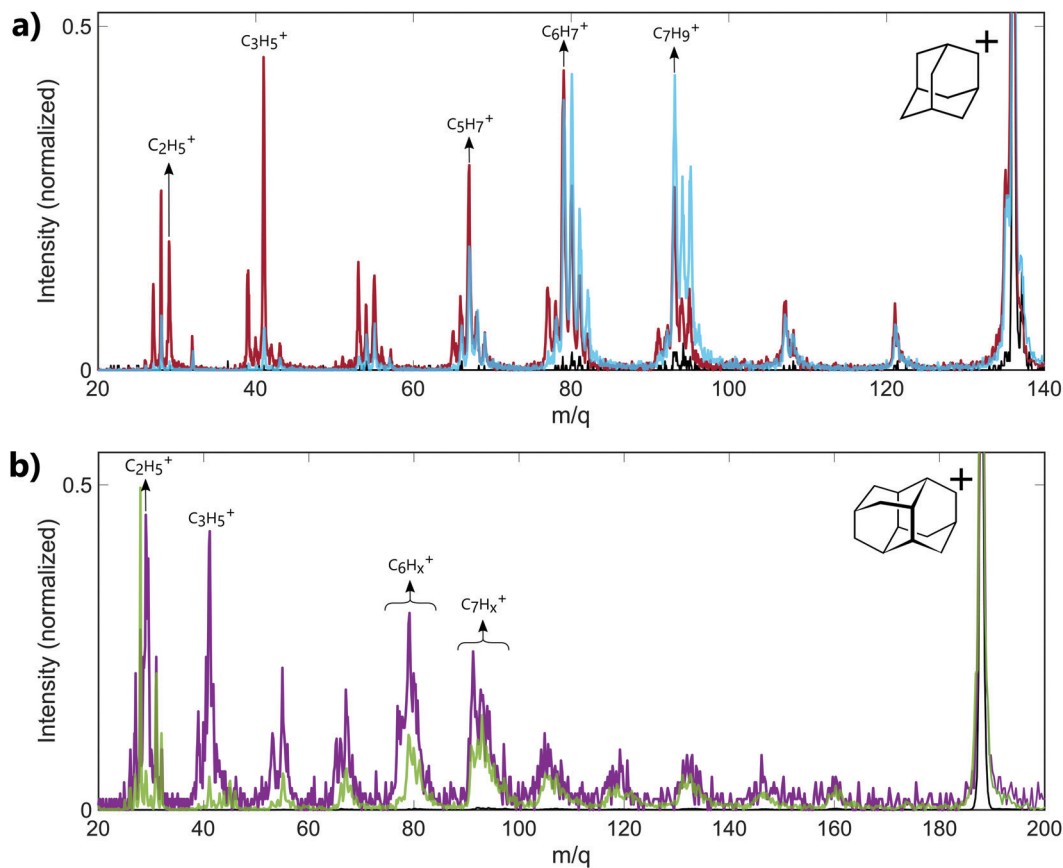 a)
0.5
0
Intensity (normalized)
C₂H₅⁺
C₃H₅⁺
C₅H₇⁺
C₆H₇⁺
C₇H₉⁺
+
20 40 60 80 100 120 140
m/q
b)
0.5
0
Intensity (normalized)
C₂H₅⁺
C₃H₅⁺
C₆Hₓ⁺
C₇Hₓ⁺
+
20 40 60 80 100 120 140 160 180 200
m/q